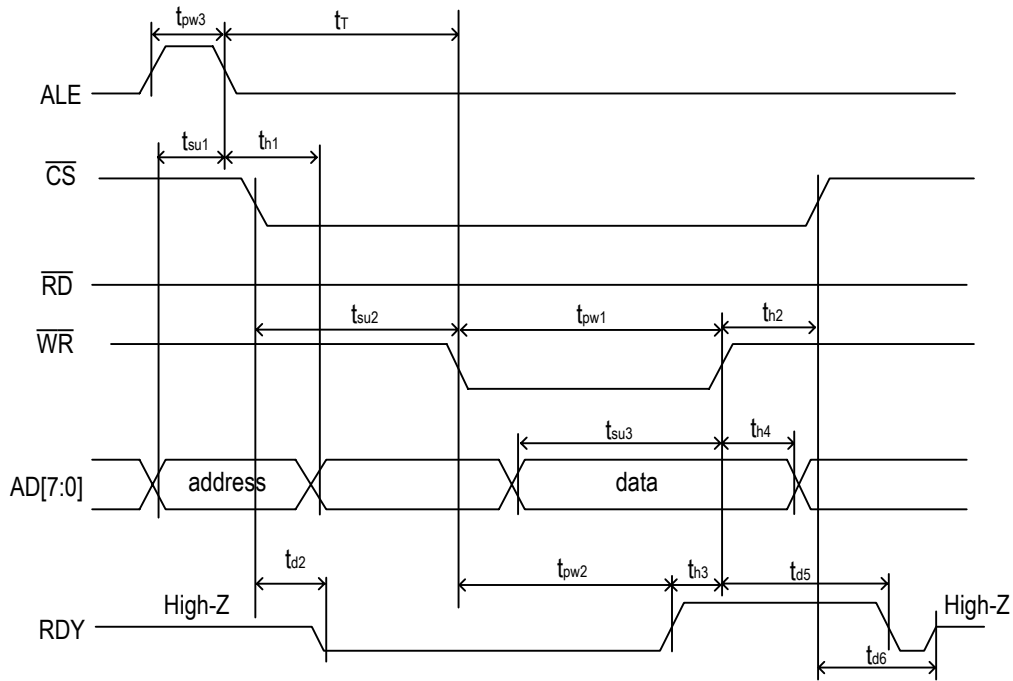 tpw3 tT
ALE
tsu1 th1
CS
RD
tsu2 tpw1 th2
WR
tsu3 th4
AD[7:0] address data
td2 tpw2 th3 td5
High-Z High-Z
RDY
td6